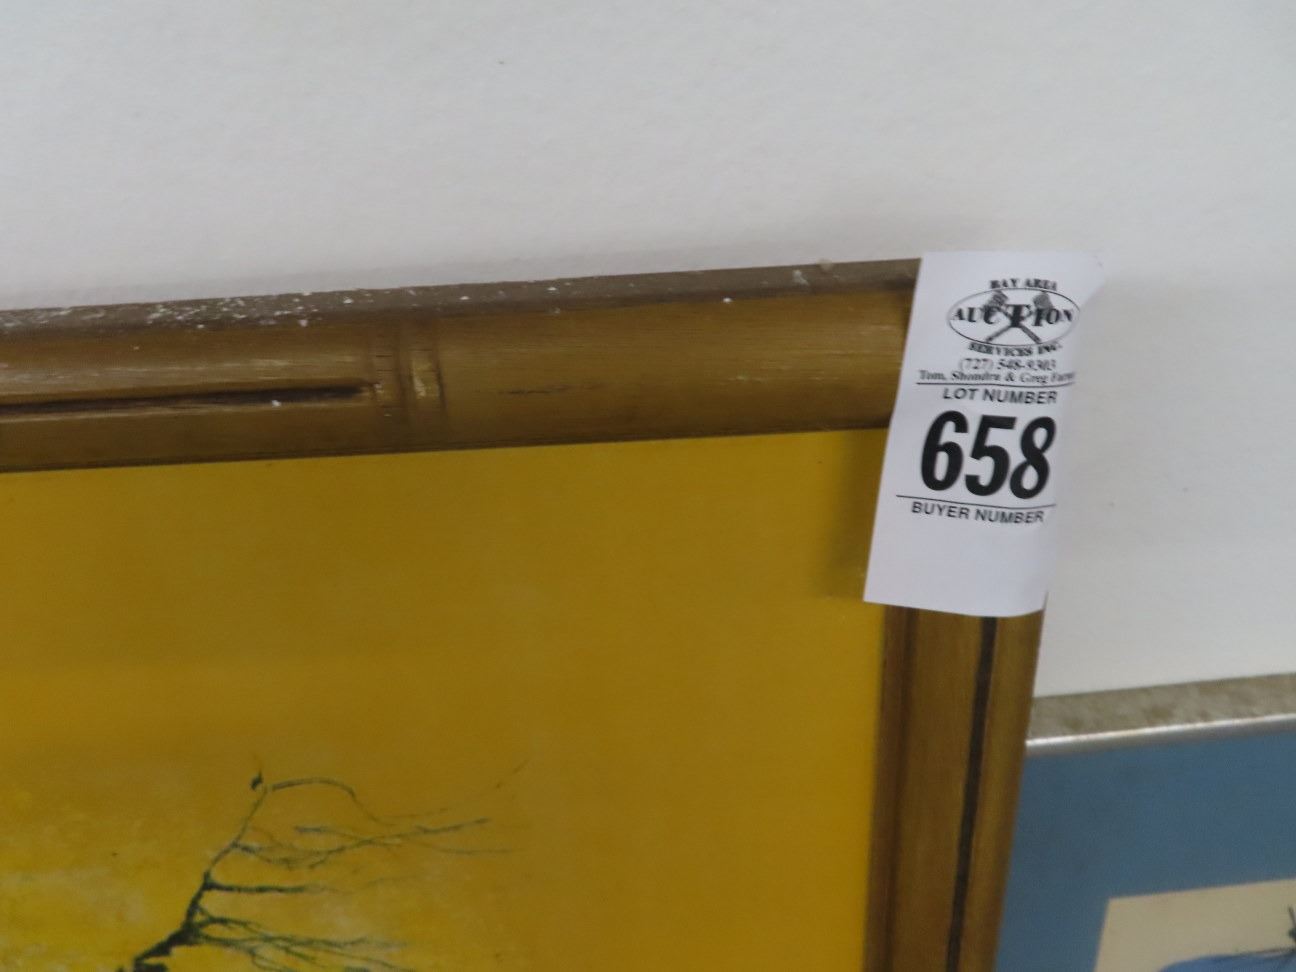 BAY AREA
AUCTION
SERVICES INC.
(727) 548-9303
Tom, Shondra & Greg
LOT NUMBER
658
BUYER NUMBER